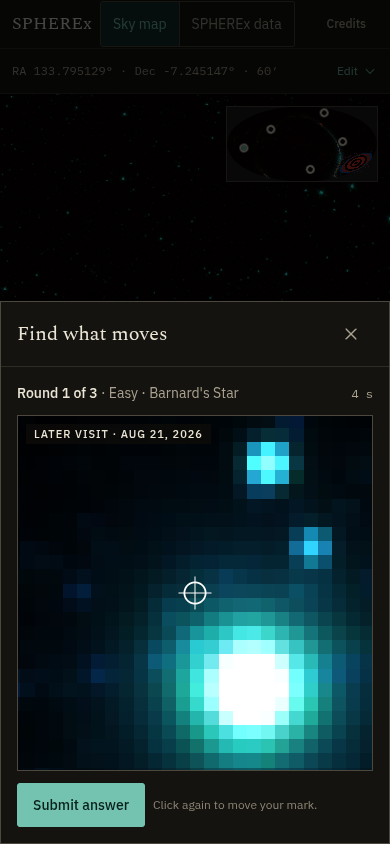 SPHEREx Sky map SPHEREx data Credits
RA 133.795129° · Dec -7.245147° · 60' Edit
Find what moves
Round 1 of 3 · Easy · Barnard's Star 4 s
LATER VISIT · AUG 21, 2026
Submit answer Click again to move your mark.